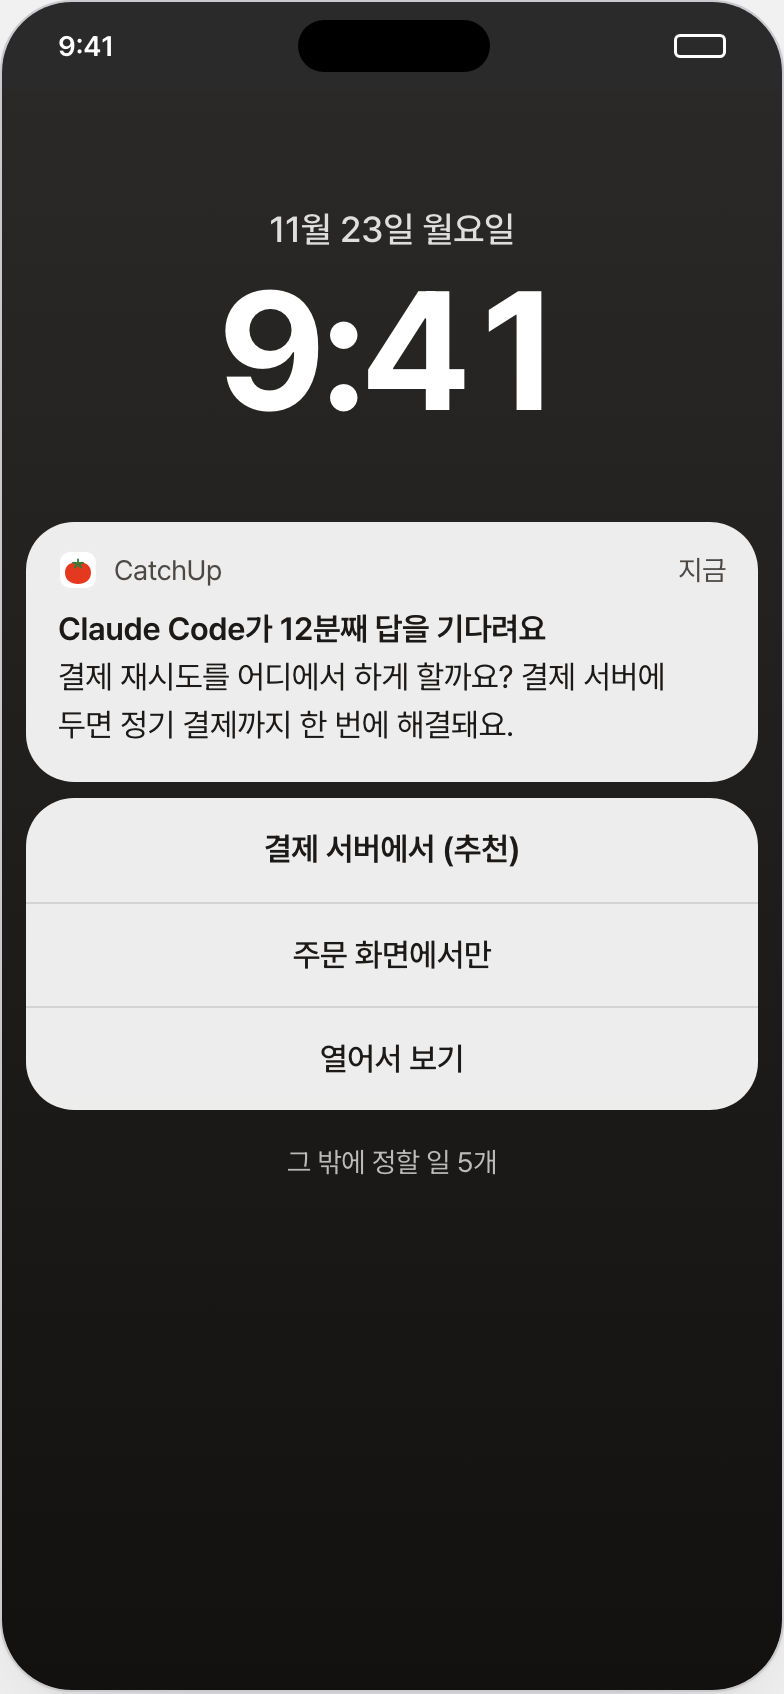 9:41
11월 23일 월요일
9:41
CatchUp
지금
Claude Code가 12분째 답을 기다려요
결제 재시도를 어디에서 하게 할까요? 결제 서버에
두면 정기 결제까지 한 번에 해결돼요.
결제 서버에서 (추천)
주문 화면에서만
열어서 보기
그 밖에 정할 일 5개